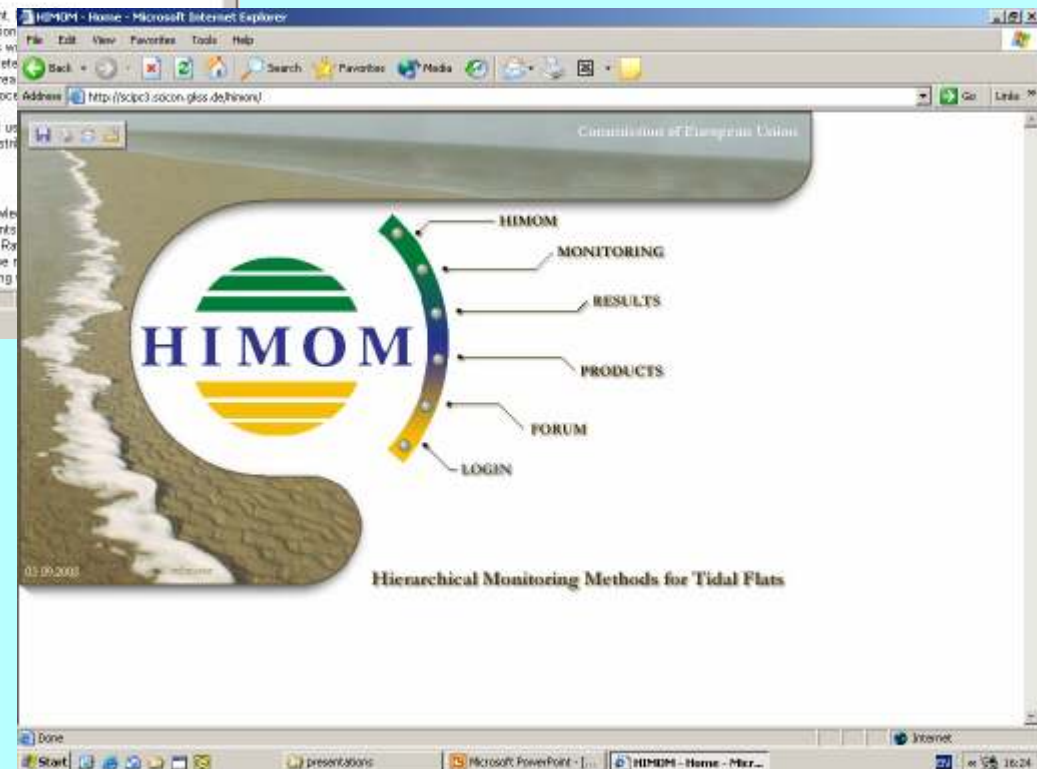 HIMOM - Home - Microsoft Internet Explorer
File Edit View Favorites Tools Help
Back Search Favorites Media
Address http://scipc3.scicon.gkss.de/himom/ Go Links »
Commission of European Union
HIMOM
MONITORING
RESULTS
HIMOM
PRODUCTS
FORUM
LOGIN
03.09.2003
Hierarchical Monitoring Methods for Tidal Flats
Done Internet
Start presentations Microsoft PowerPoint - [... HIMOM - Home - Micr... 16:24